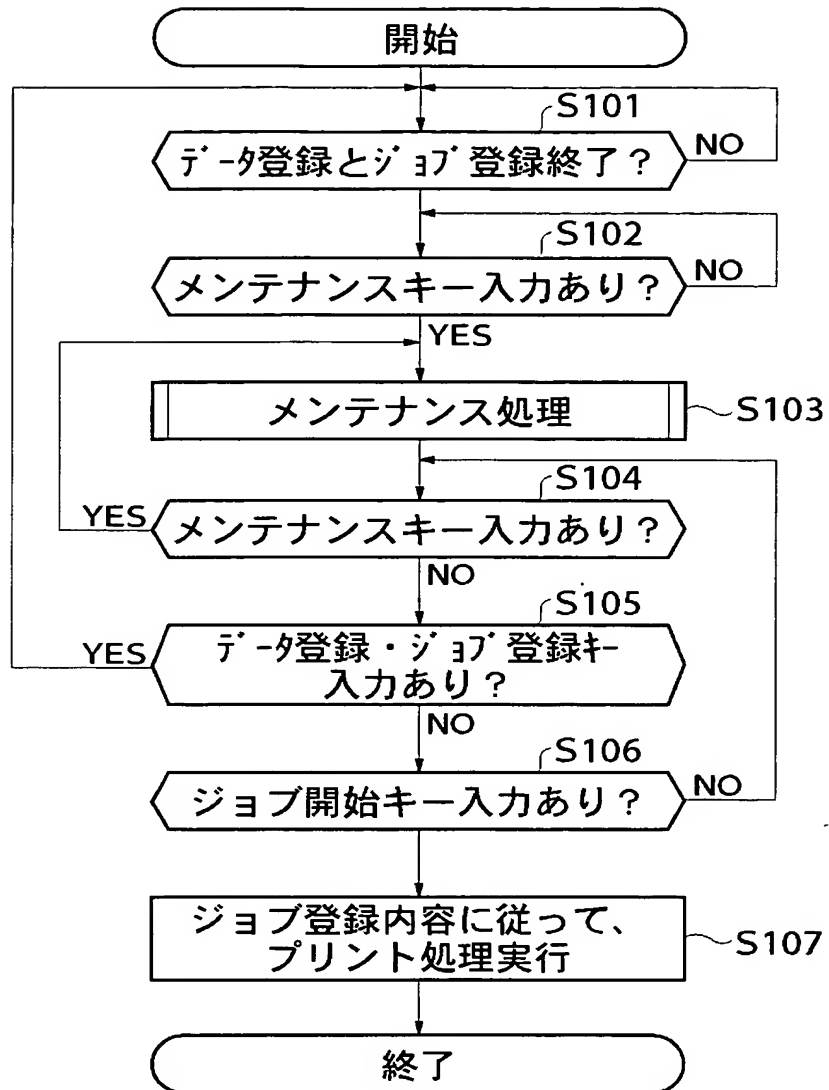 開始
S101
データ登録とジョブ登録終了？
NO
S102
メンテナンスキー入力あり？
NO
YES
メンテナンス処理
S103
S104
YES
メンテナンスキー入力あり？
NO
S105
YES
データ登録・ジョブ登録キー
入力あり？
NO
S106
ジョブ開始キー入力あり？
NO
ジョブ登録内容に従って、
プリント処理実行
S107
終了